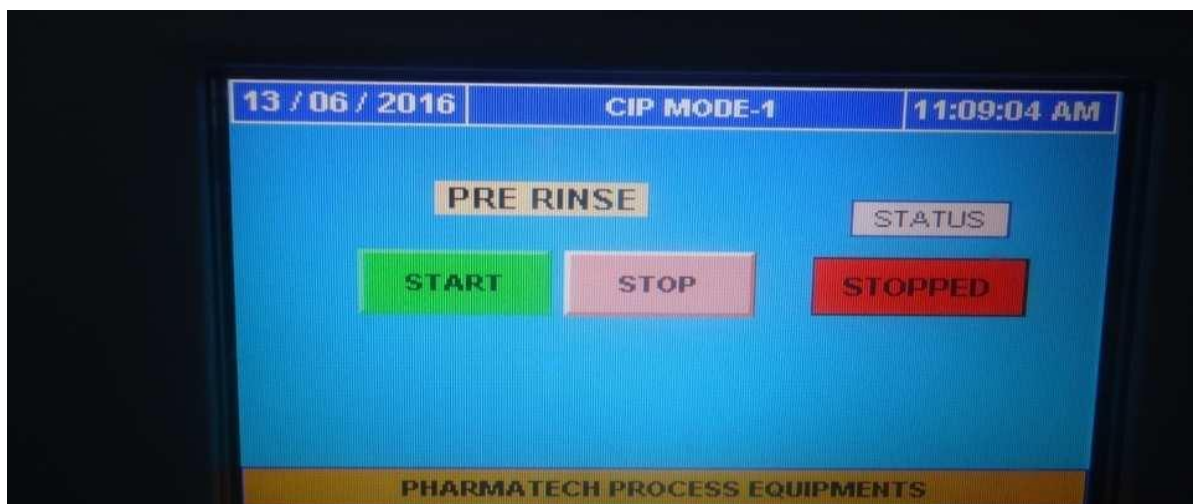 13 / 06 / 2016 CIP MODE-1 11:09:04 AM
PRE RINSE
STATUS
START STOP STOPPED
PHARMATECH PROCESS EQUIPMENTS